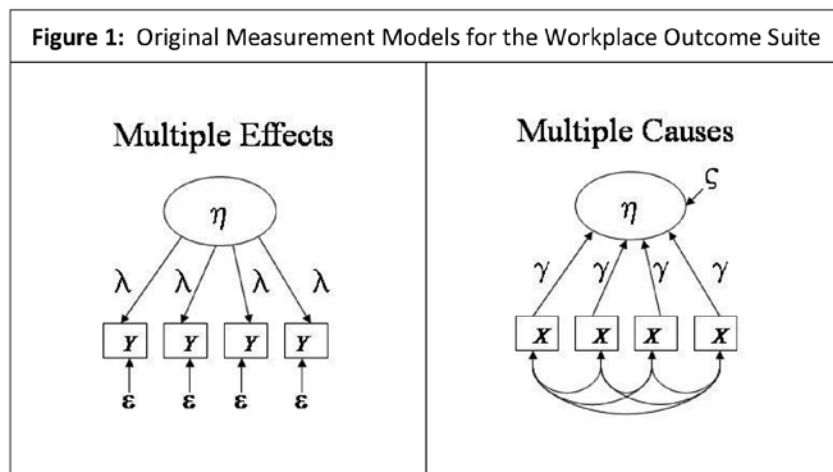 Figure 1: Original Measurement Models for the Workplace Outcome Suite
Multiple Effects
η
λ λ λ λ
Y Y Y Y
ε ε ε ε
Multiple Causes
ς
η
γ γ γ γ
X X X X